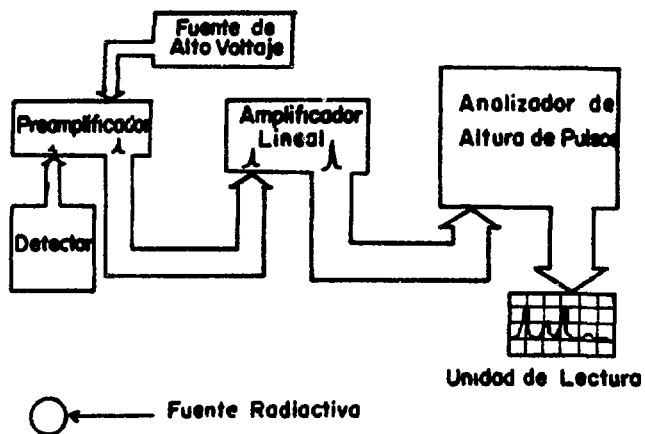 Fuente de
Alto Voltaje
Preamplificador
Amplificador
Lineal
Analizador de
Altura de Pulsos
Detector
Unidad de Lectura
Fuente Radiactiva